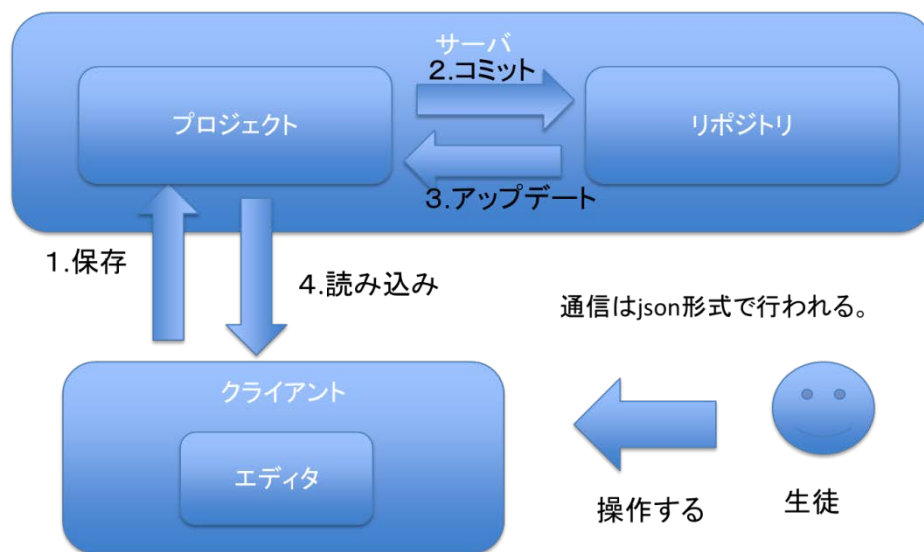 サーバ
2.コミット
プロジェクト
リポジトリ
3.アップデート
1.保存
4.読み込み
通信はjson形式で行われる。
クライアント
エディタ
操作する
生徒